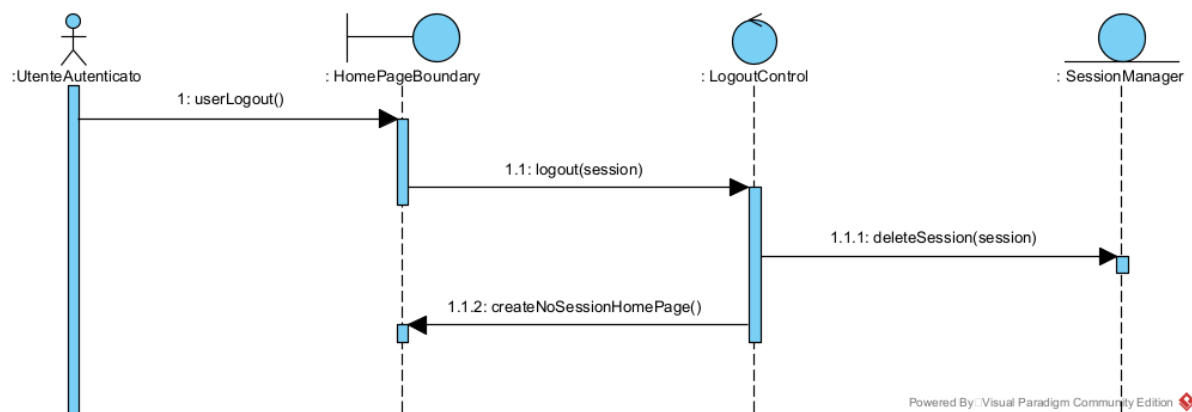 :UtenteAutenticato
: HomePageBoundary
: LogoutControl
: SessionManager
1: userLogout()
1.1: logout(session)
1.1.1: deleteSession(session)
1.1.2: createNoSessionHomePage()
Powered By Visual Paradigm Community Edition